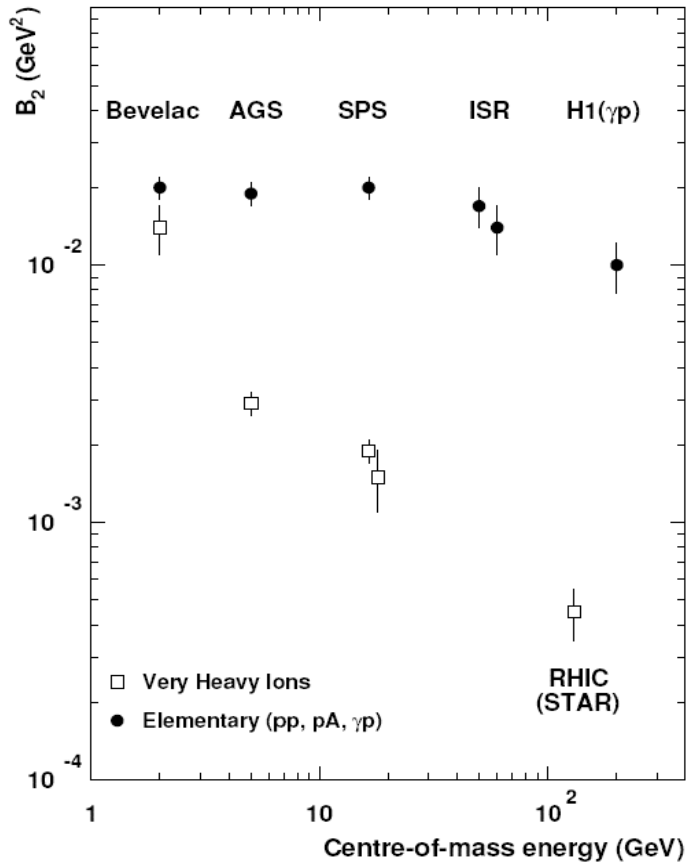 B₂ (GeV²)
Bevelac AGS SPS ISR H1(γp)
10⁻²
10⁻³
10⁻⁴
□ Very Heavy Ions
● Elementary (pp, pA, γp)
RHIC
(STAR)
1 10 10²
Centre-of-mass energy (GeV)